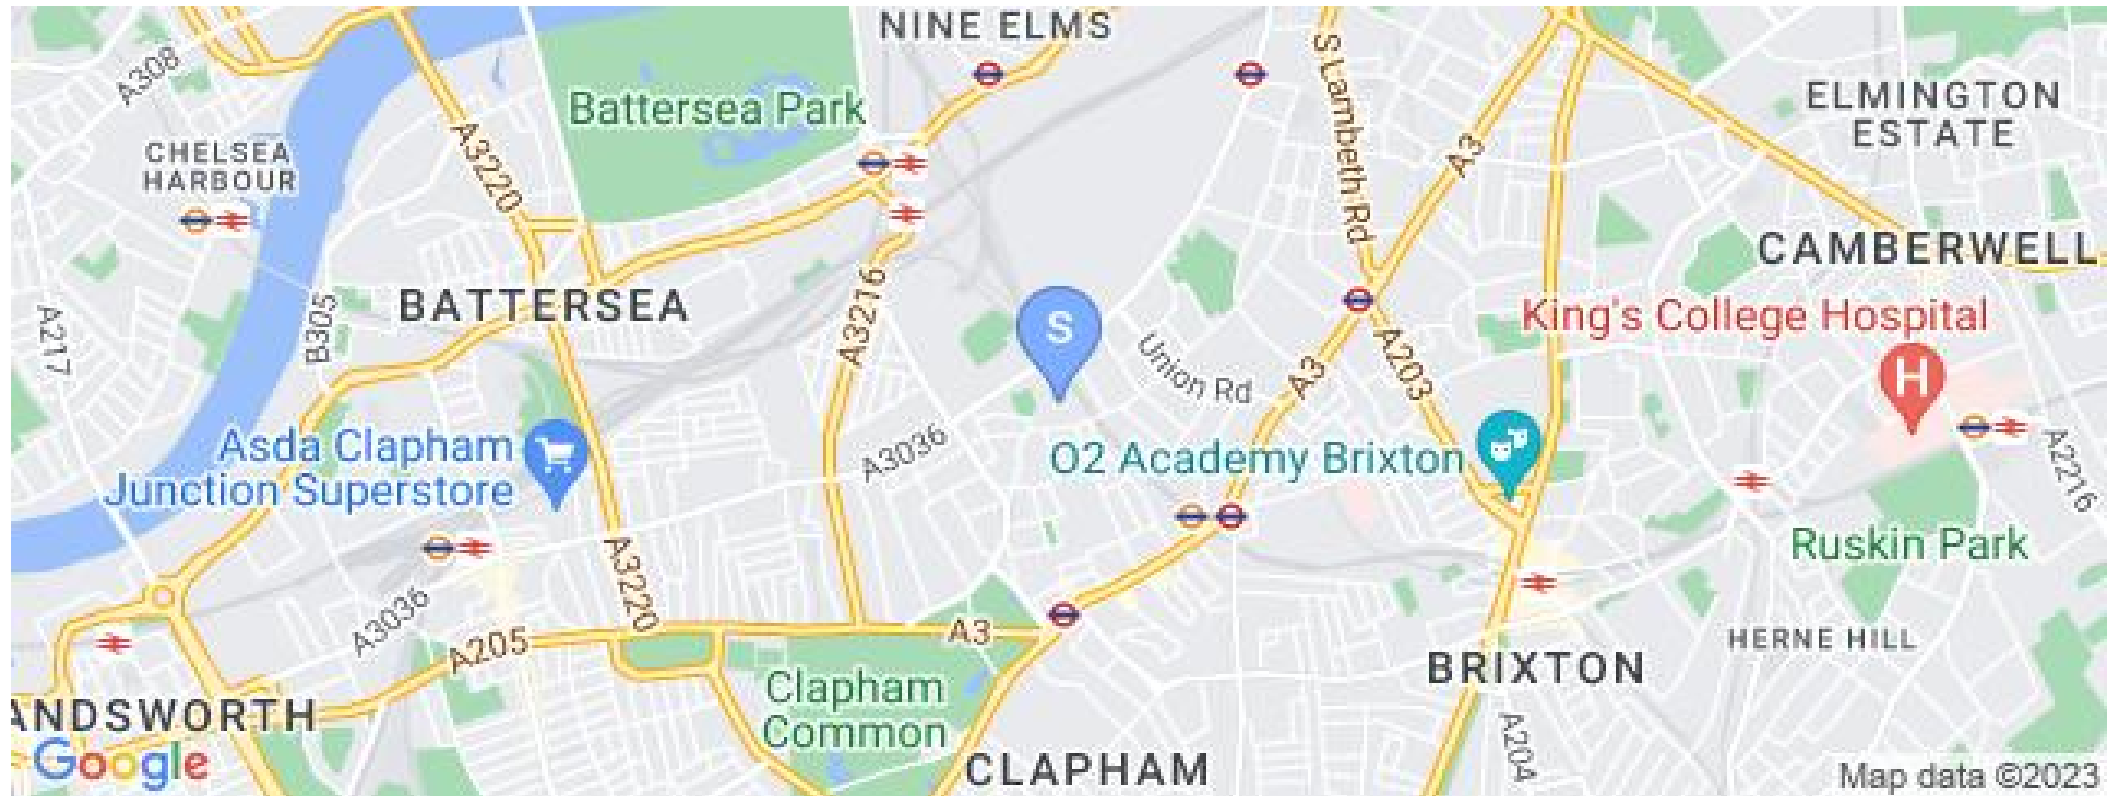 NINE ELMS
A308
S Lambeth Rd
Battersea Park
A3220
A3
ELMINGTON
ESTATE
CHELSEA
HARBOUR
CAMBERWELL
BATTERSEA
B305
A217
A3216
S
Union Rd
A3
A203
King's College Hospital
H
Asda Clapham
Junction Superstore
A3036
O2 Academy Brixton
A2216
A3220
Ruskin Park
A3036
A205
A3
HERNE HILL
BRIXTON
Clapham
Common
ANDSWORTH
A204
Google
CLAPHAM
Map data ©2023